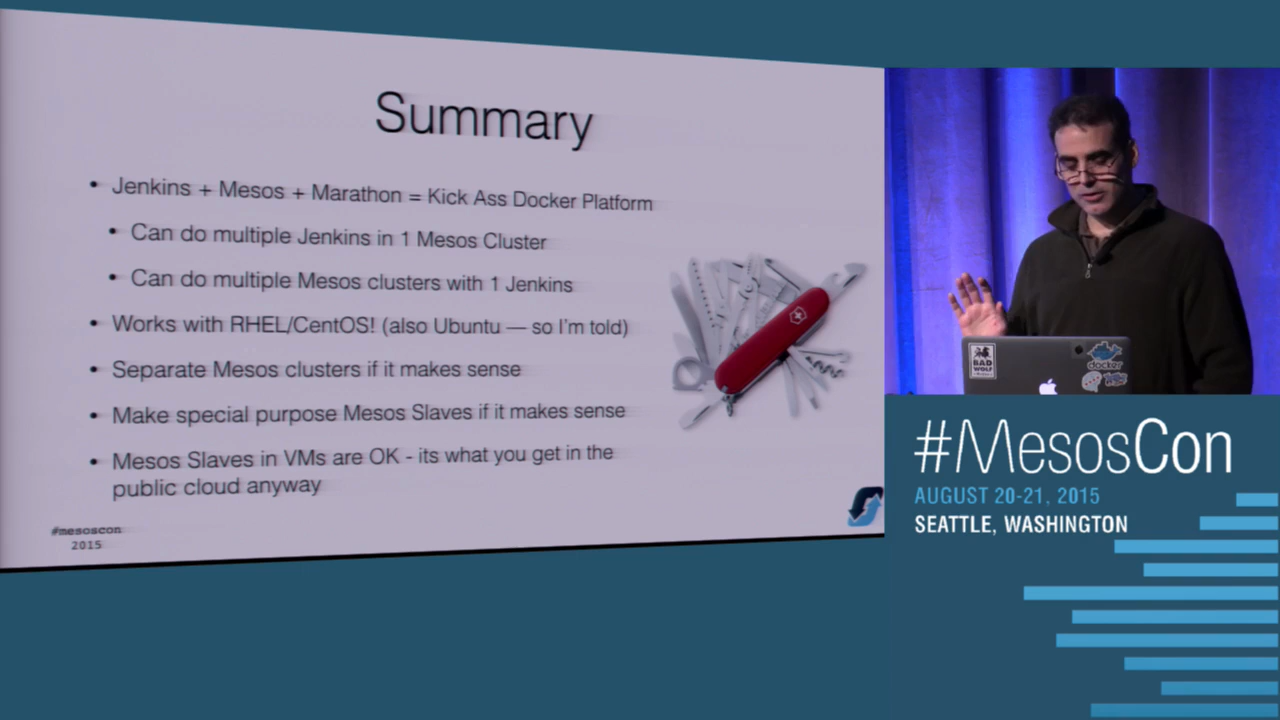 Summary
• Jenkins + Mesos + Marathon = Kick Ass Docker Platform
• Can do multiple Jenkins in 1 Mesos Cluster
• Can do multiple Mesos clusters with 1 Jenkins
• Works with RHEL/CentOS! (also Ubuntu — so I'm told)
• Separate Mesos clusters if it makes sense
• Make special purpose Mesos Slaves if it makes sense
• Mesos Slaves in VMs are OK - its what you get in the
public cloud anyway
#mesoscon
2015
BAD
WOLF
docker
#MesosCon
AUGUST 20-21, 2015
SEATTLE, WASHINGTON